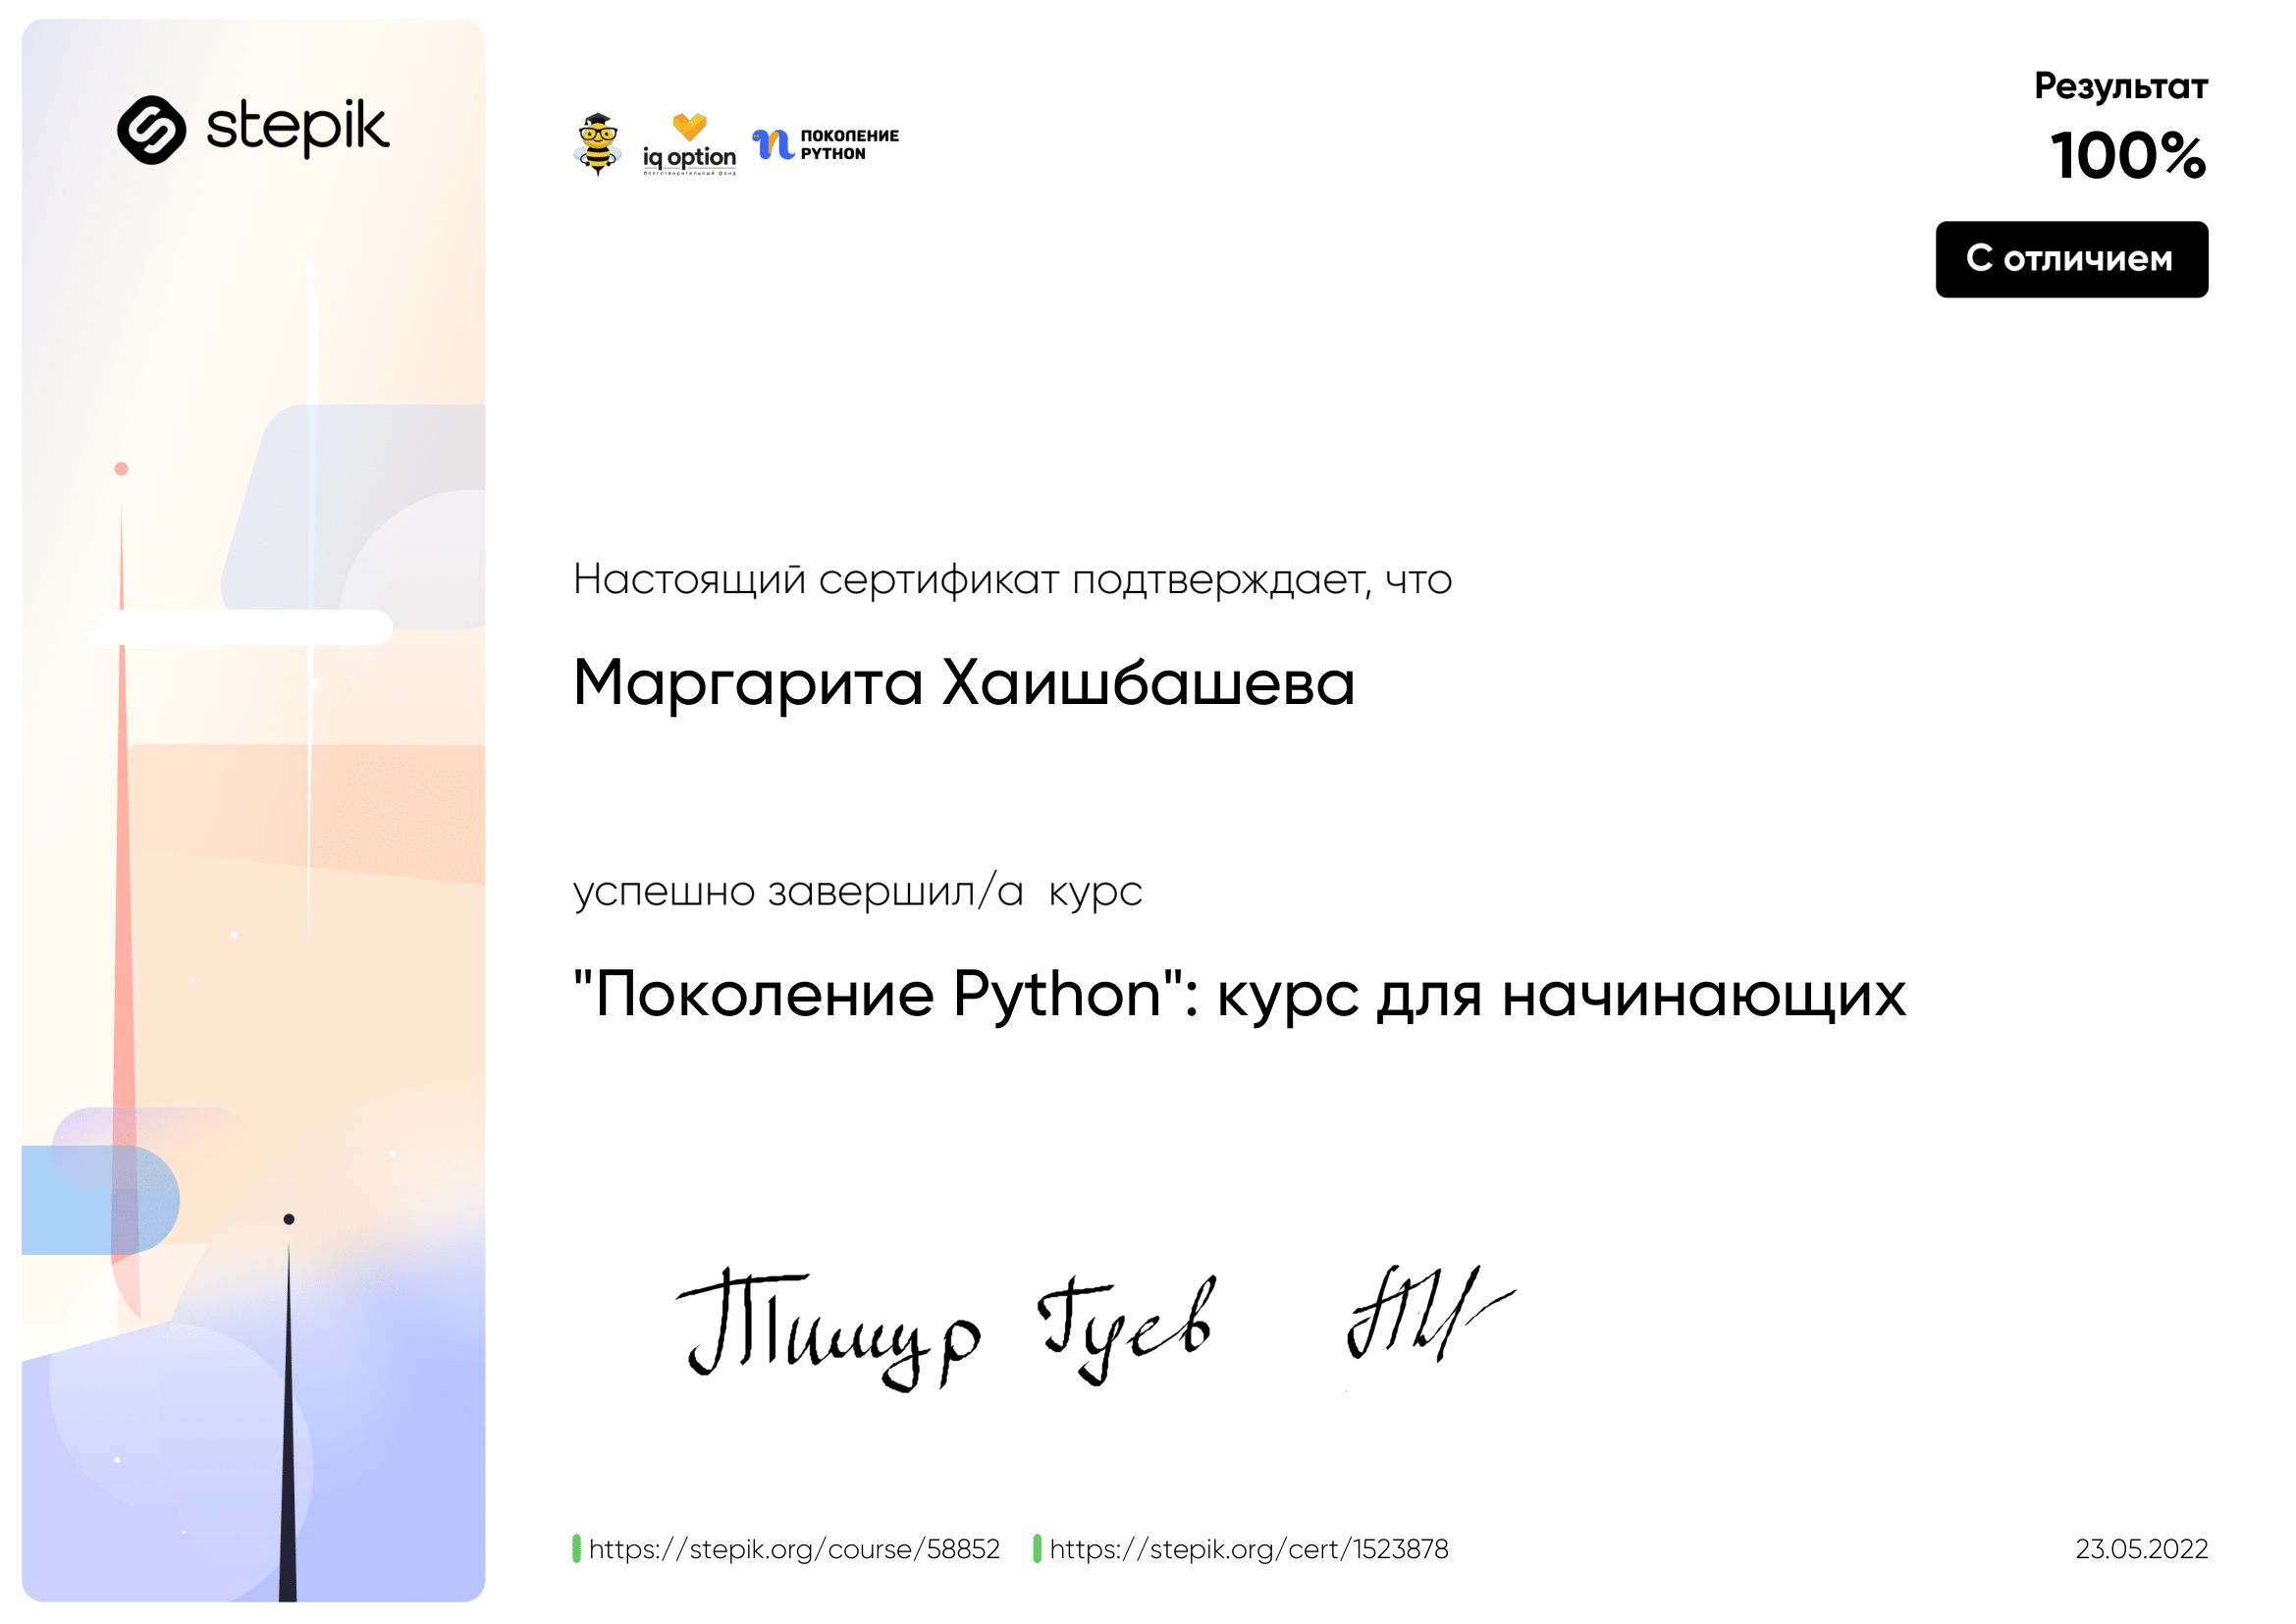 stepik
iq option
благотворительный фонд
ПОКОЛЕНИЕ
PYTHON
Результат
100%
С отличием
Настоящий сертификат подтверждает, что
Маргарита Хаишбашева
успешно завершил/а курс
"Поколение Python": курс для начинающих
Тимур Гуев
https://stepik.org/course/58852
https://stepik.org/cert/1523878
23.05.2022